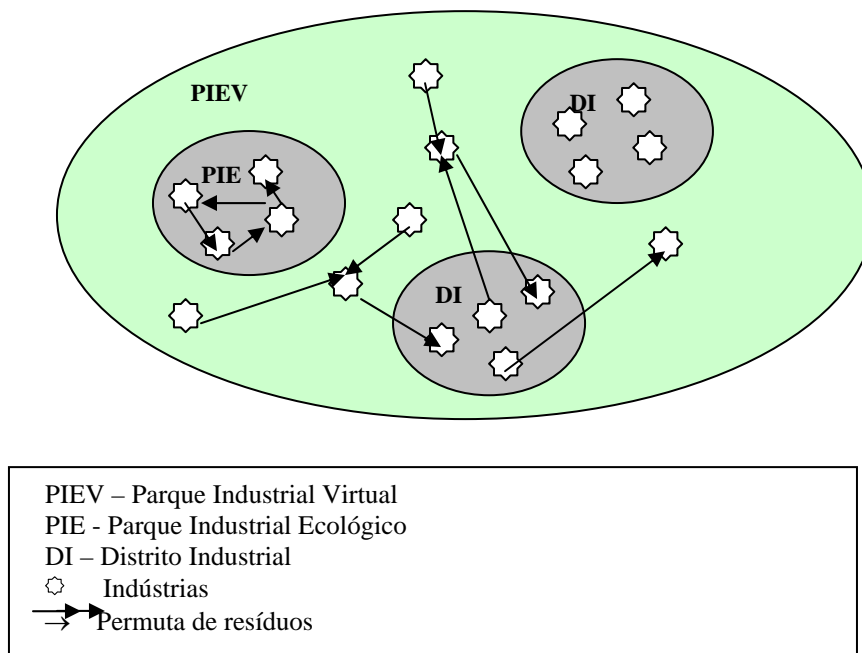 PIEV
DI
PIE
DI
PIEV – Parque Industrial Virtual
PIE - Parque Industrial Ecológico
DI – Distrito Industrial
Indústrias
→ Permuta de resíduos